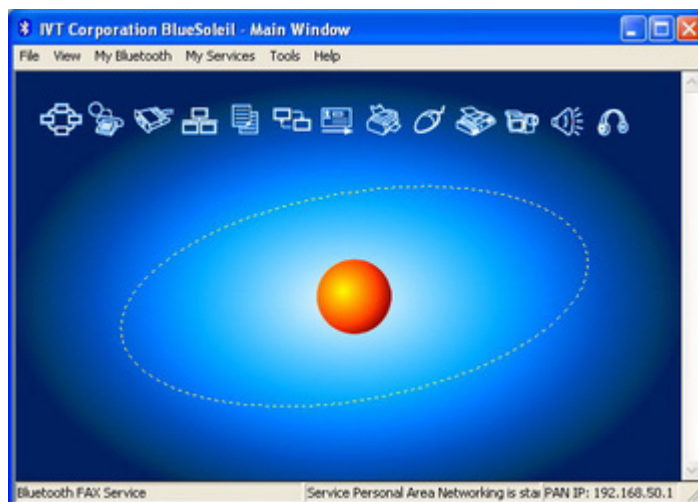 IVT Corporation BlueSoleil - Main Window
File View My Bluetooth My Services Tools Help
Bluetooth FAX Service Service Personal Area Networking is sta PAN IP: 192.168.50.1